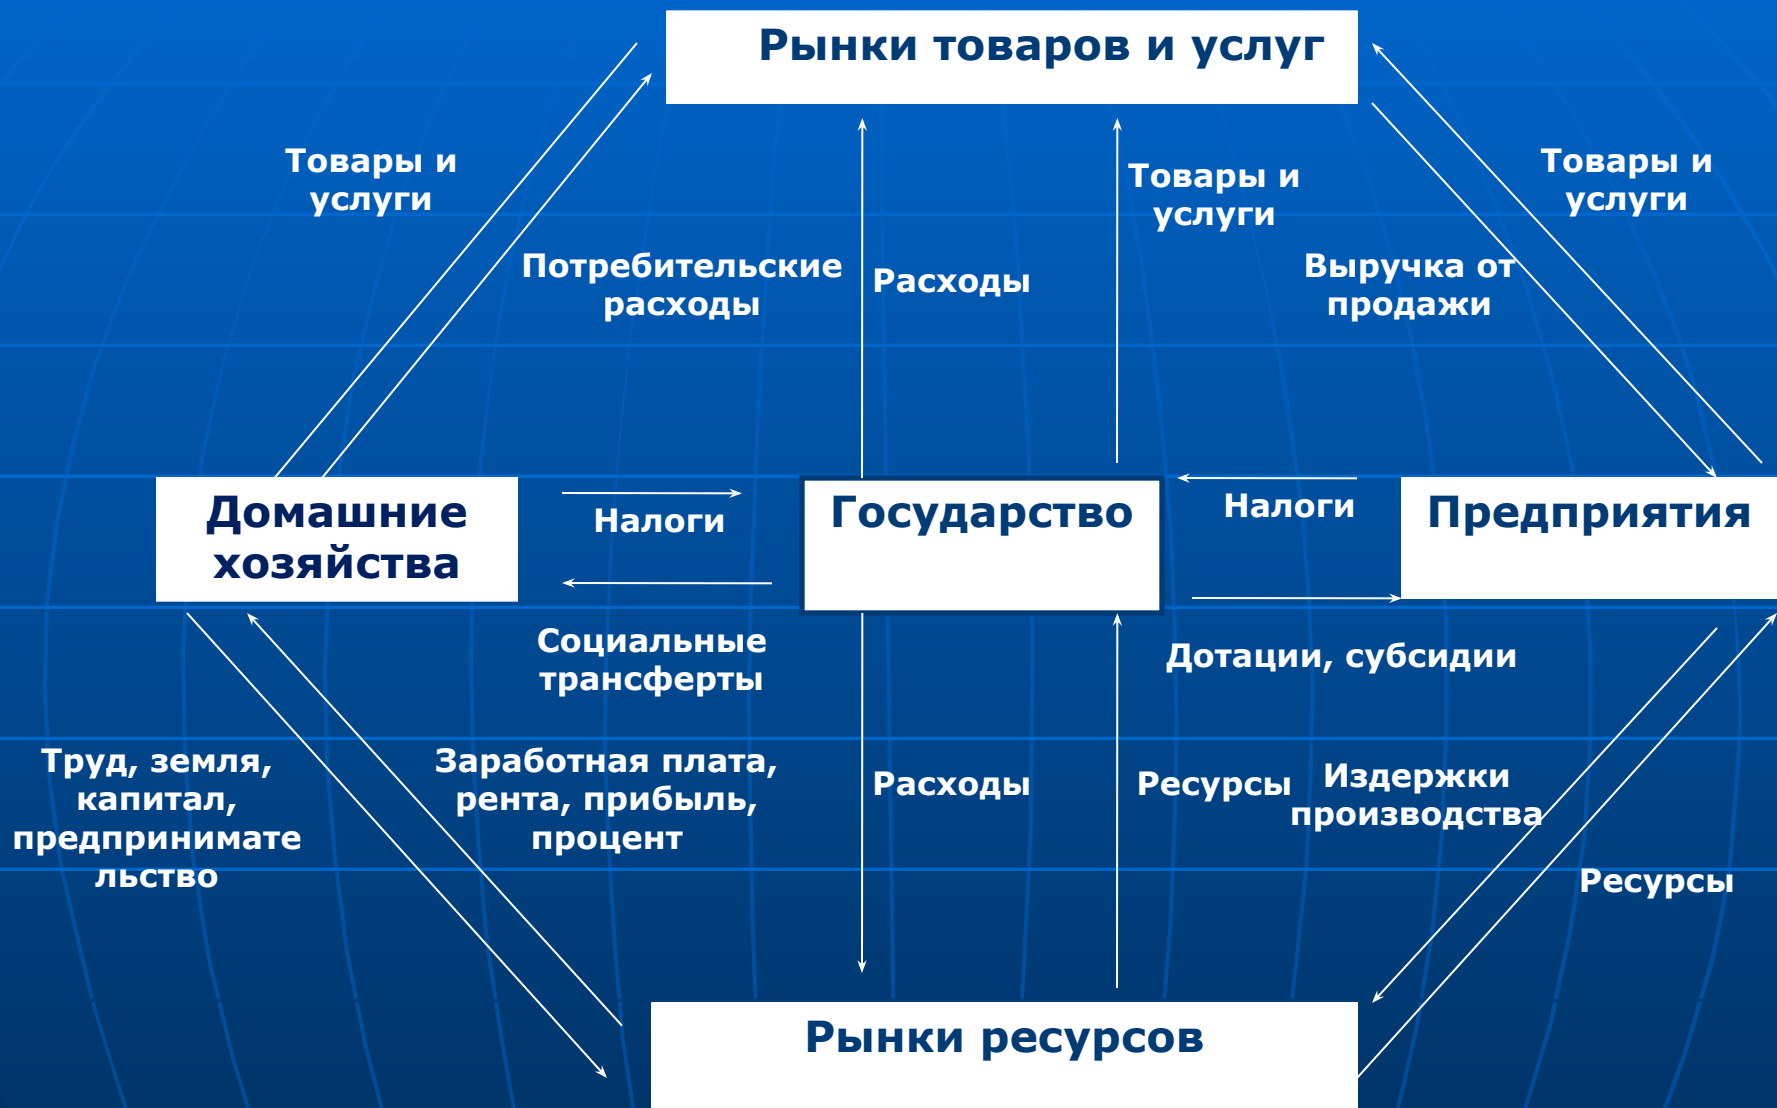 Рынки товаров и услуг
Товары и
услуги
Товары и
услуги
Товары и
услуги
Потребительские
расходы
Расходы
Выручка от
продажи
Домашние
хозяйства
Налоги
Государство
Налоги
Предприятия
Социальные
трансферты
Дотации, субсидии
Труд, земля,
капитал,
предпринимате
льство
Заработная плата,
рента, прибыль,
процент
Расходы
Ресурсы
Издержки
производства
Ресурсы
Рынки ресурсов